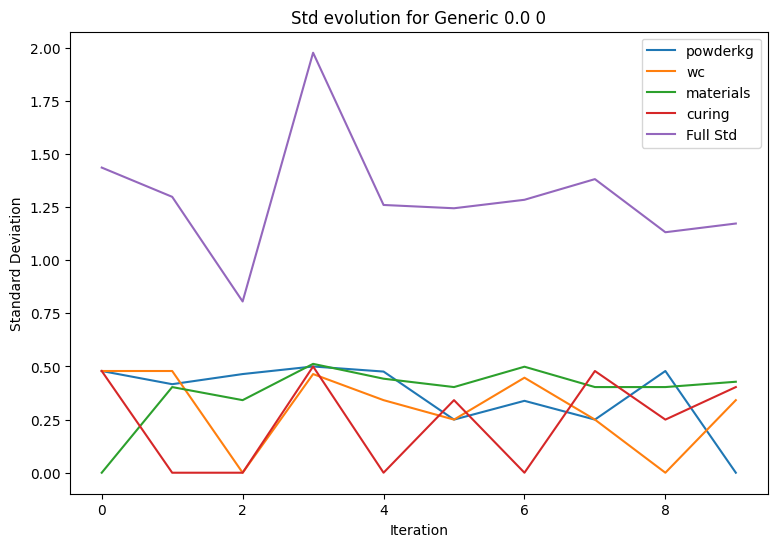 Std evolution for Generic 0.0 0
powderkg
wc
materials
curing
Full Std
Standard Deviation
2.00
1.75
1.50
1.25
1.00
0.75
0.50
0.25
0.00
0 2 4 6 8
Iteration